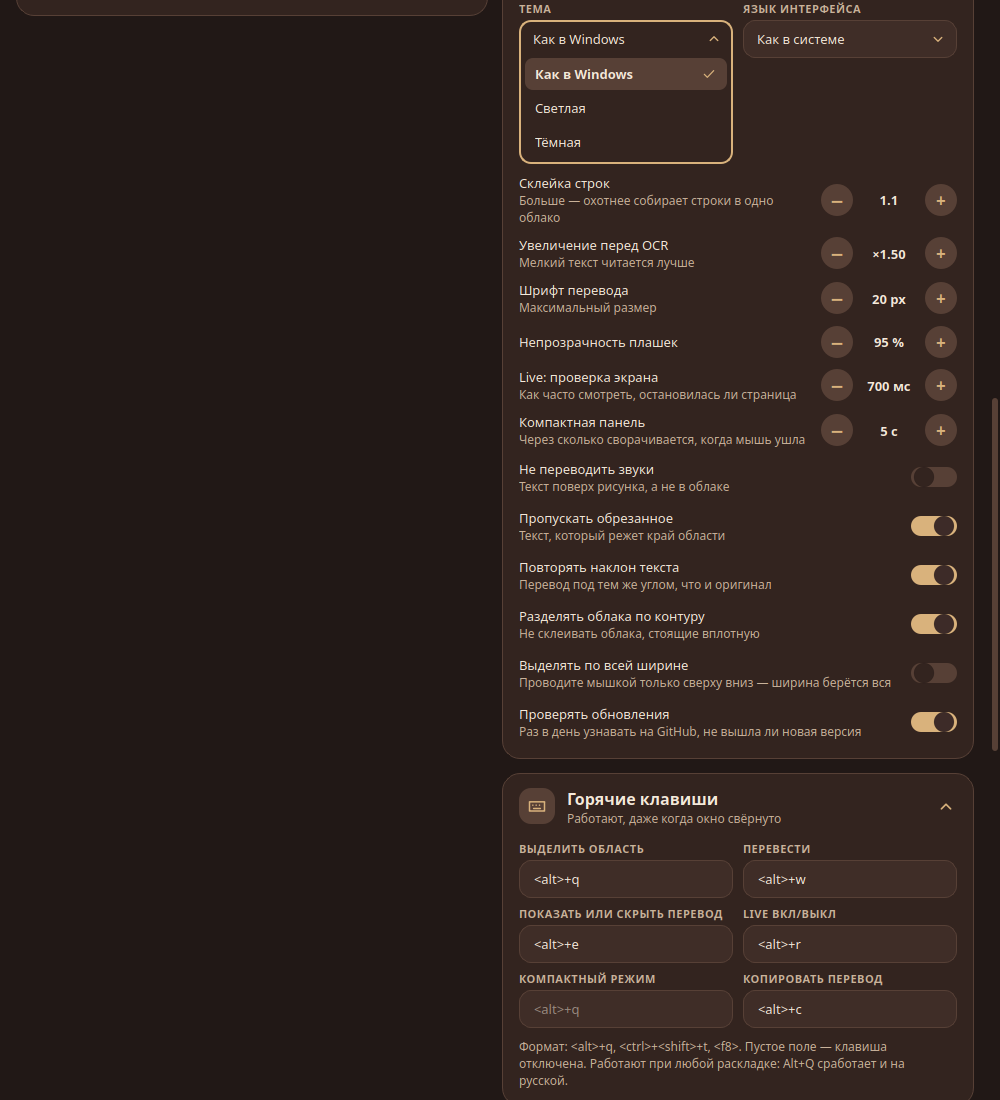 ТЕМА
ЯЗЫК ИНТЕРФЕЙСА
Как в Windows
Как в системе
Как в Windows
Светлая
Тёмная
Склейка строк
Больше — охотнее собирает строки в одно
облако
– 1.1 +
Увеличение перед OCR
Мелкий текст читается лучше
– ×1.50 +
Шрифт перевода
Максимальный размер
– 20 px +
Непрозрачность плашек
– 95 % +
Live: проверка экрана
Как часто смотреть, остановилась ли страница
– 700 мс +
Компактная панель
Через сколько сворачивается, когда мышь ушла
– 5 с +
Не переводить звуки
Текст поверх рисунка, а не в облаке
Пропускать обрезанное
Текст, который режет край области
Повторять наклон текста
Перевод под тем же углом, что и оригинал
Разделять облака по контуру
Не склеивать облака, стоящие вплотную
Выделять по всей ширине
Проводите мышкой только сверху вниз — ширина берётся вся
Проверять обновления
Раз в день узнавать на GitHub, не вышла ли новая версия
Горячие клавиши
Работают, даже когда окно свёрнуто
ВЫДЕЛИТЬ ОБЛАСТЬ
ПЕРЕВЕСТИ
<alt>+q
<alt>+w
ПОКАЗАТЬ ИЛИ СКРЫТЬ ПЕРЕВОД
LIVE ВКЛ/ВЫКЛ
<alt>+e
<alt>+r
КОМПАКТНЫЙ РЕЖИМ
КОПИРОВАТЬ ПЕРЕВОД
<alt>+q
<alt>+c
Формат: <alt>+q, <ctrl>+<shift>+t, <f8>. Пустое поле — клавиша
отключена. Работают при любой раскладке: Alt+Q сработает и на
русской.